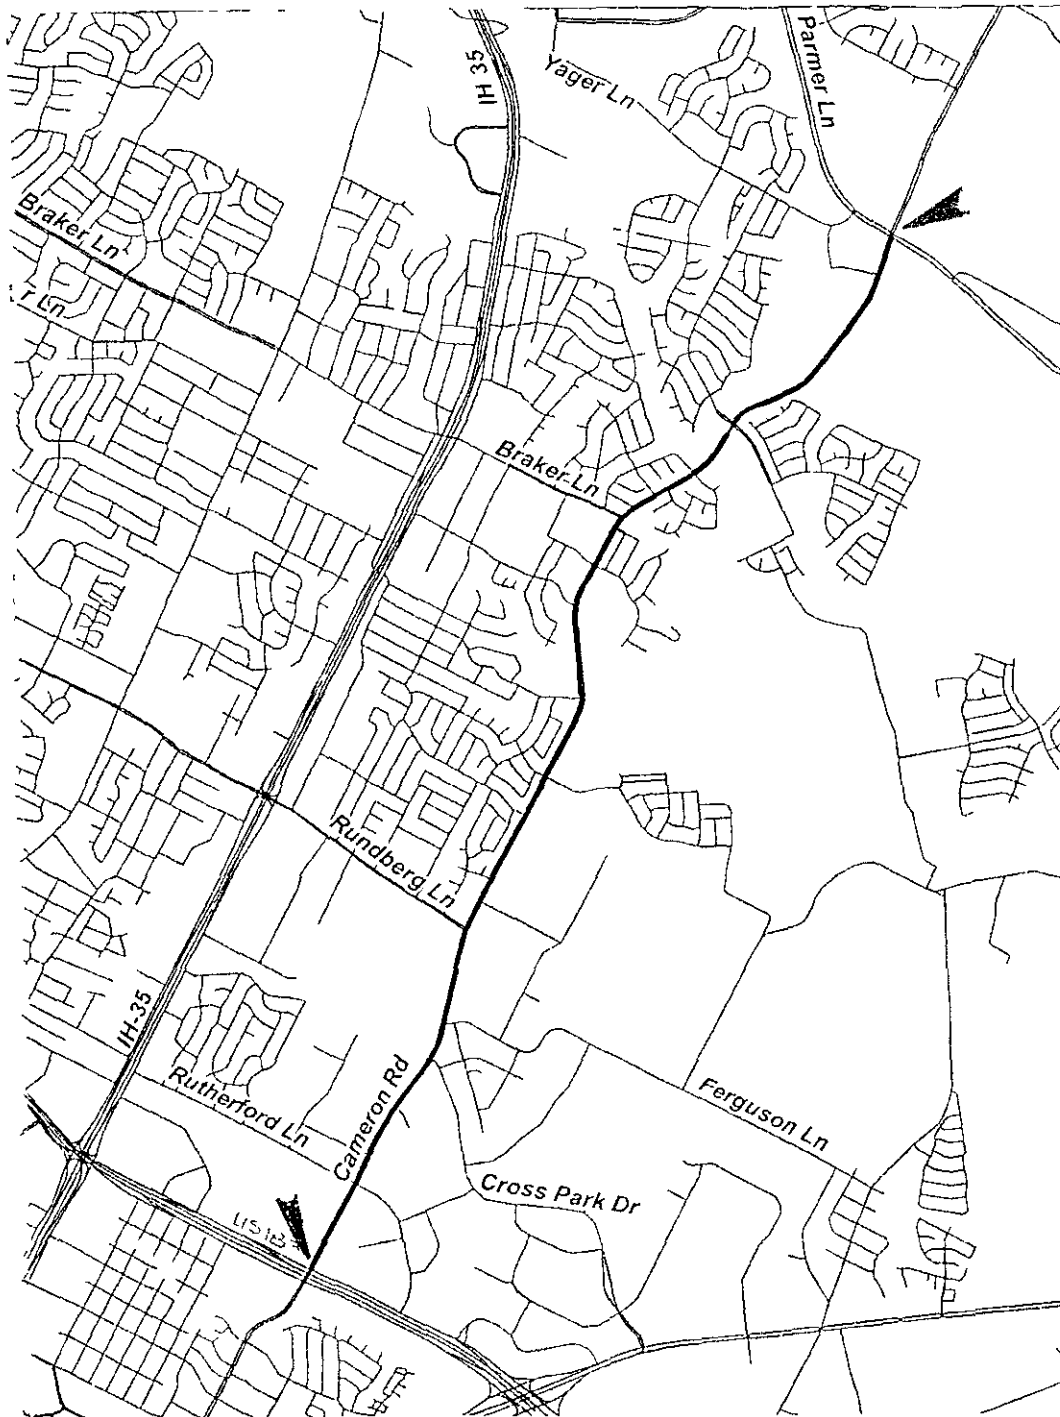 Parmer Ln
IH 35
Yager Ln
Braker Ln
r Ln
Braker Ln
Rundberg Ln
IH-35
Rutherford Ln
Cameron Rd
Ferguson Ln
Cross Park Dr